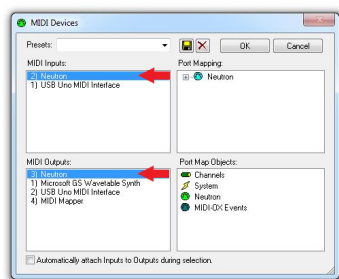 MIDI Devices
Presets:
OK
Cancel
MIDI Inputs:
2) Neutron
1) USB Uno MIDI Interface
Port Mapping:
Neutron
MIDI Outputs:
3) Neutron
1) Microsoft GS Wavetable Synth
2) USB Uno MIDI Interface
4) MIDI Mapper
Port Map Objects:
Channels
System
Neutron
MIDI-OX Events
Automatically attach Inputs to Outputs during selection.